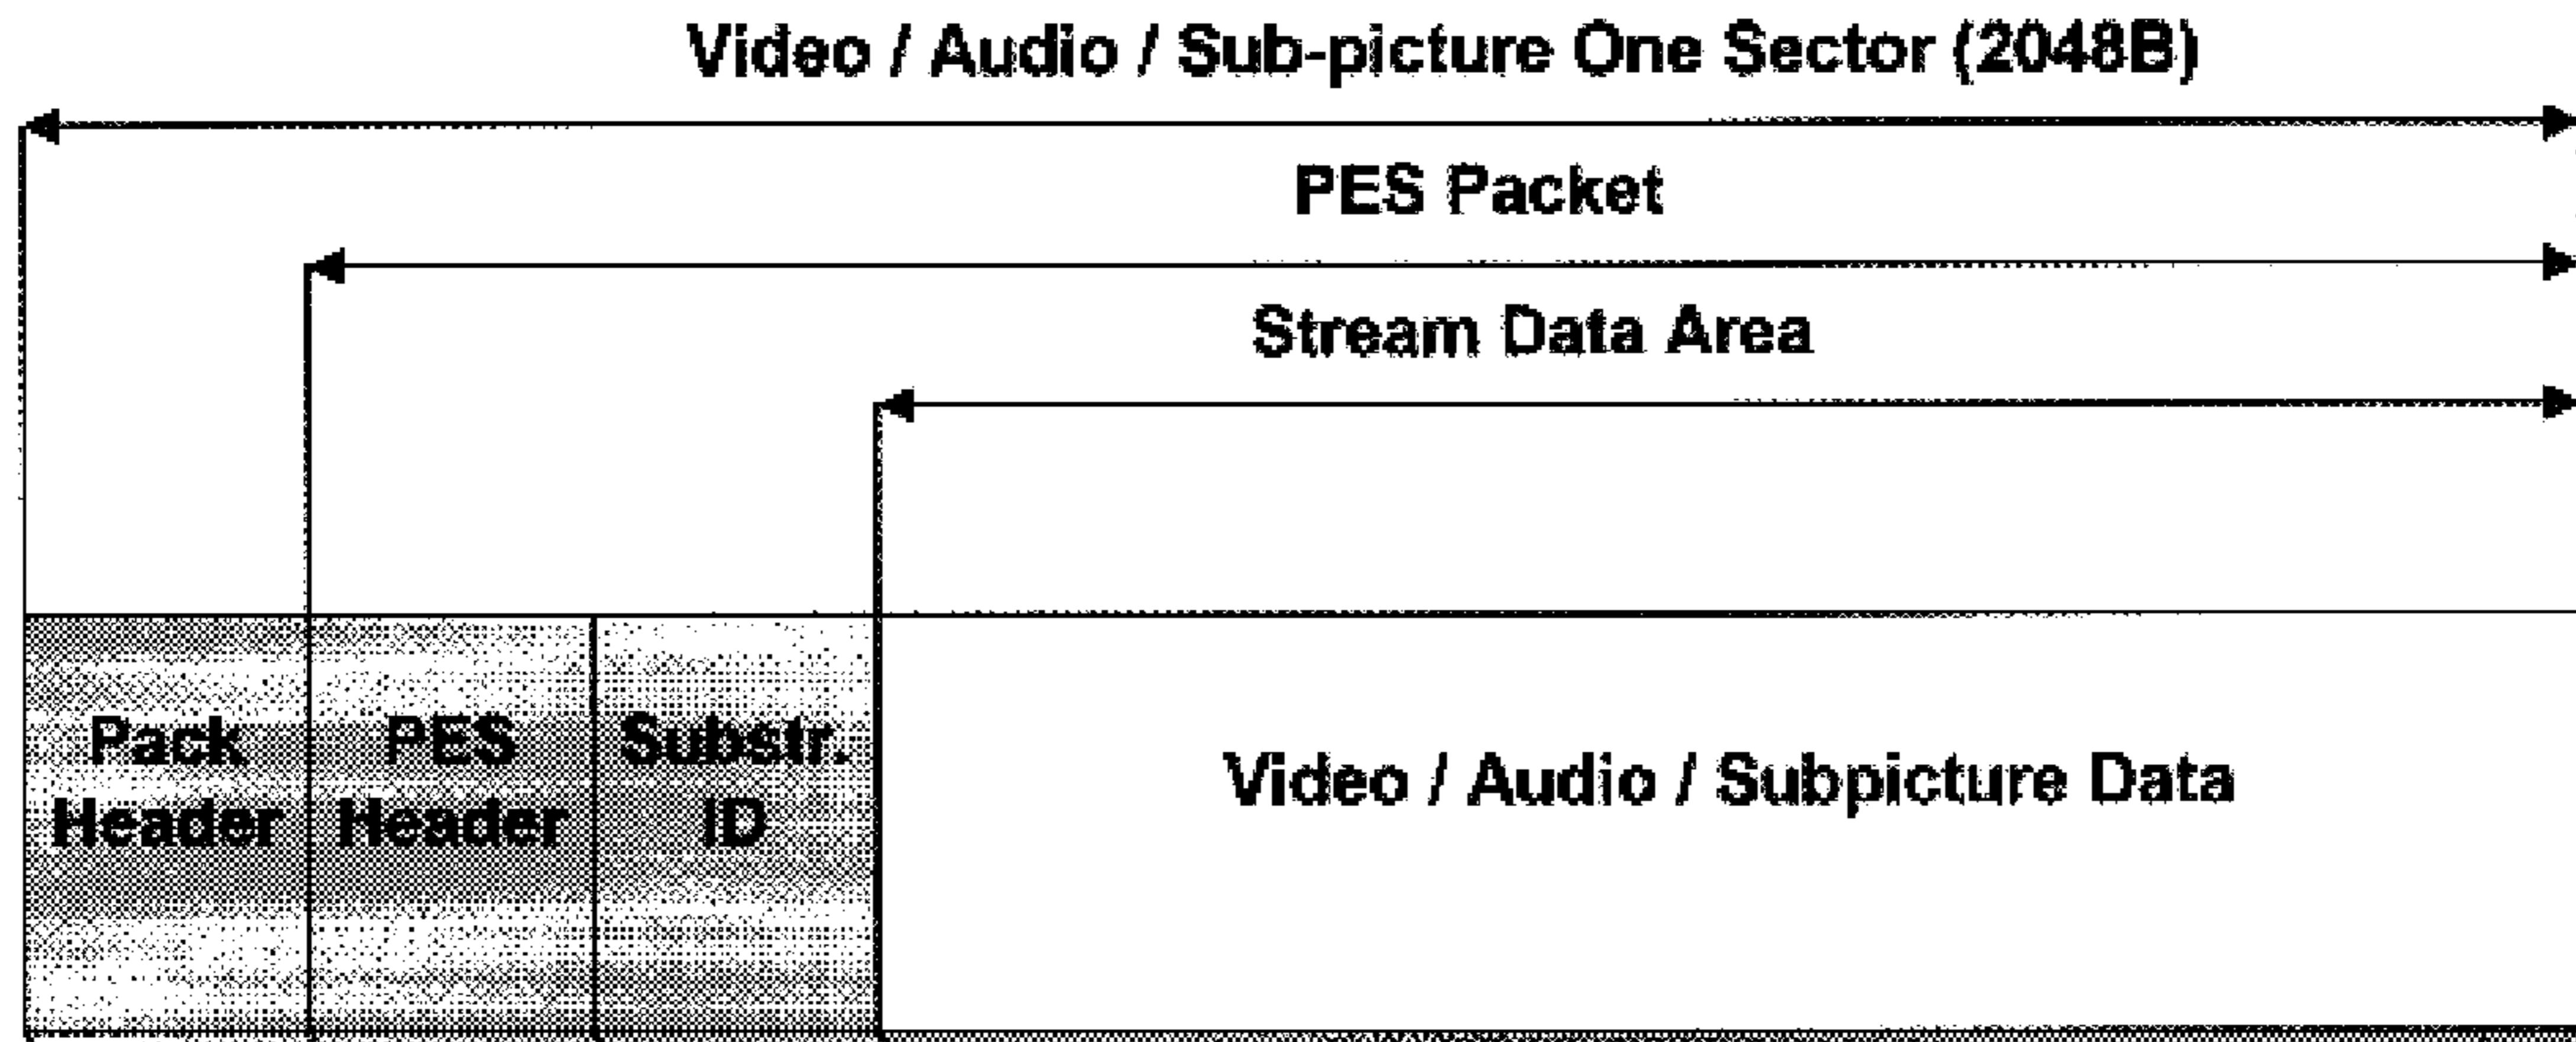 Video / Audio / Sub-picture One Sector (2048B)
PES Packet
Stream Data Area
Pack
Header
PES
Header
Substr.
ID
Video / Audio / Subpicture Data